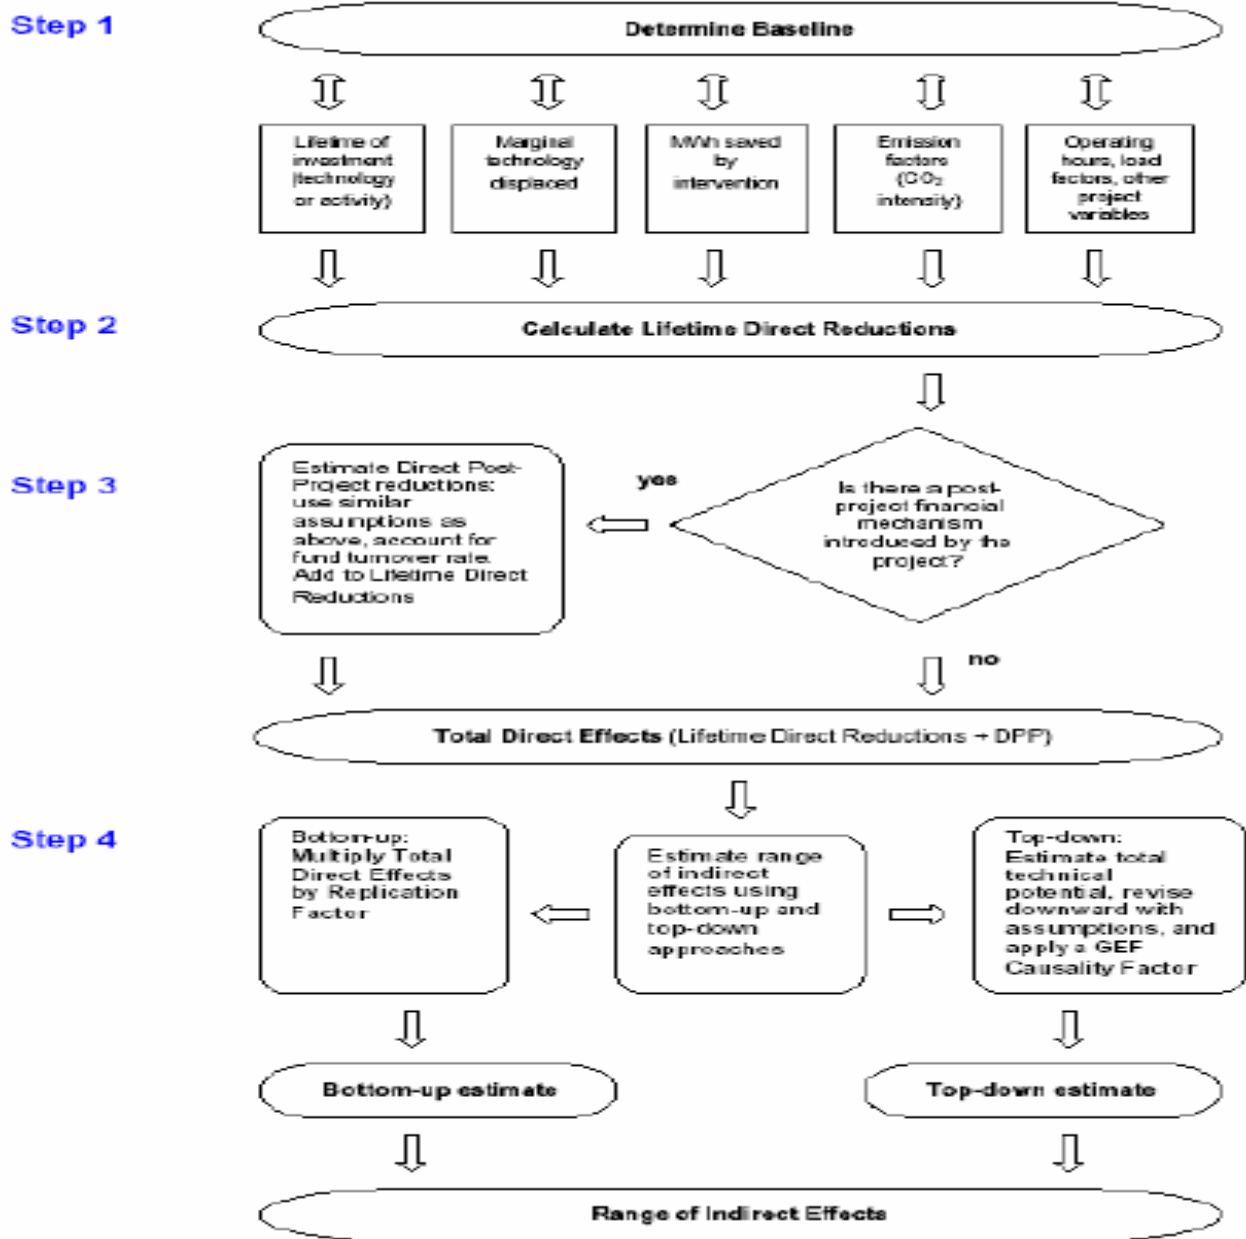 Step 1
Determine Baseline
Lifetime of
investment
(technology
or activity)
Marginal
technology
displaced
MWh saved
by
intervention
Emission
factors
(CO₂
intensity)
Operating
hours, load
factors, other
project
variables
Step 2
Calculate Lifetime Direct Reductions
Step 3
Estimate Direct Post-
Project reductions:
use similar
assumptions as
above, account for
fund turnover rate.
Add to Lifetime Direct
Reductions
yes
Is there a post-
project financial
mechanism
introduced by the
project?
no
Total Direct Effects (Lifetime Direct Reductions + DPP)
Step 4
Bottom-up:
Multiply Total
Direct Effects
by Replication
Factor
Estimate range
of indirect
effects using
bottom-up and
top-down
approaches
Top-down:
Estimate total
technical
potential, revise
downward with
assumptions, and
apply a GEF
Causality Factor
Bottom-up estimate
Top-down estimate
Range of Indirect Effects